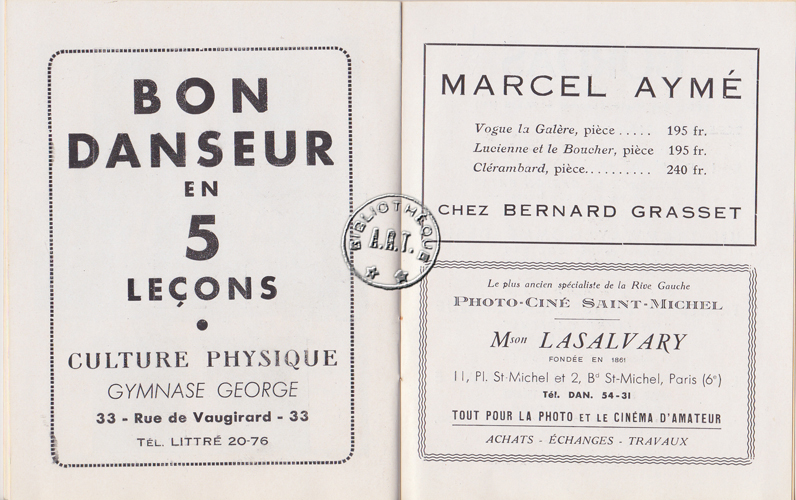 BON
DANSEUR
EN
5
LEÇONS
CULTURE PHYSIQUE
GYMNASE GEORGE
33 - Rue de Vaugirard - 33
TÉL. LITTRÉ 20-76
BIBLIOTHÈQUE
A.R.T.
MARCEL AYMÉ
Vogue la Galère, pièce ..... 195 fr.
Lucienne et le Boucher, pièce 195 fr.
Clérambard, pièce.......... 240 fr.
CHEZ BERNARD GRASSET
Le plus ancien spécialiste de la Rive Gauche
PHOTO-CINÉ SAINT-MICHEL
Mson LASALVARY
FONDÉE EN 1861
11, Pl. St-Michel et 2, Bd St-Michel, Paris (6e)
Tél. DAN. 54-31
TOUT POUR LA PHOTO ET LE CINÉMA D'AMATEUR
ACHATS - ÉCHANGES - TRAVAUX